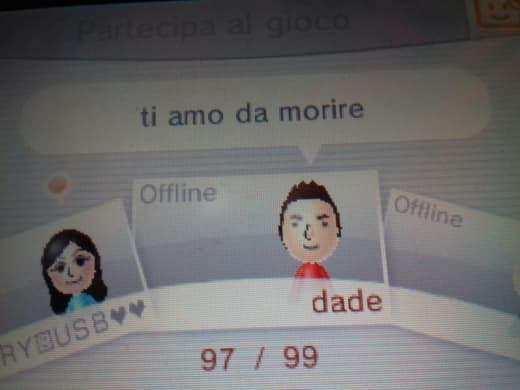 Partecipa al gioco
ti amo da morire
Offline
Offline
dade
97 / 99